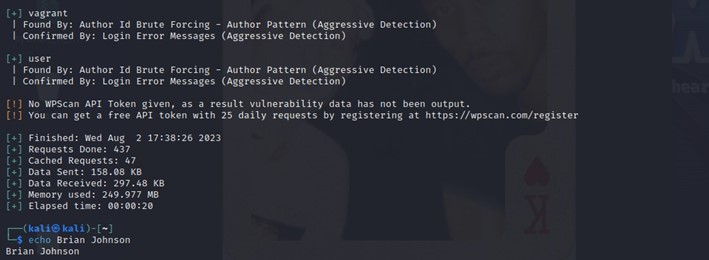 [+] vagrant
| Found By: Author Id Brute Forcing - Author Pattern (Aggressive Detection)
| Confirmed By: Login Error Messages (Aggressive Detection)
[+] user
| Found By: Author Id Brute Forcing - Author Pattern (Aggressive Detection)
| Confirmed By: Login Error Messages (Aggressive Detection)
[!] No WPScan API Token given, as a result vulnerability data has not been output.
[!] You can get a free API token with 25 daily requests by registering at https://wpscan.com/register
[+] Finished: Wed Aug  2 17:38:26 2023
[+] Requests Done: 437
[+] Cached Requests: 47
[+] Data Sent: 158.08 KB
[+] Data Received: 297.48 KB
[+] Memory used: 249.977 MB
[+] Elapsed time: 00:00:20
┌──(kali㉿kali)-[~]
└─$ echo Brian Johnson
Brian Johnson
K